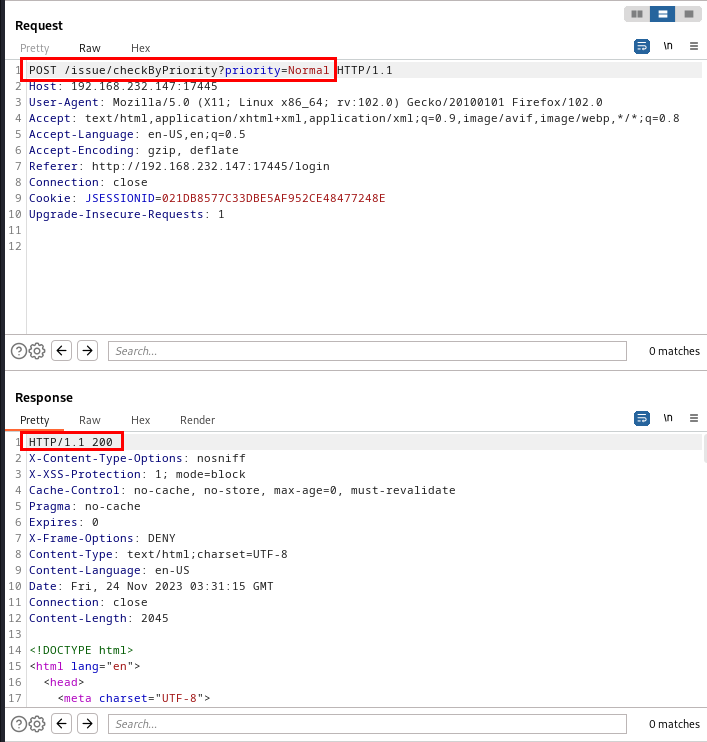 Request
Pretty Raw Hex \n
1 POST /issue/checkByPriority?priority=Normal HTTP/1.1
2 Host: 192.168.232.147:17445
3 User-Agent: Mozilla/5.0 (X11; Linux x86_64; rv:102.0) Gecko/20100101 Firefox/102.0
4 Accept: text/html,application/xhtml+xml,application/xml;q=0.9,image/avif,image/webp,*/*;q=0.8
5 Accept-Language: en-US,en;q=0.5
6 Accept-Encoding: gzip, deflate
7 Referer: http://192.168.232.147:17445/login
8 Connection: close
9 Cookie: JSESSIONID=021DB8577C33DBE5AF952CE48477248E
10 Upgrade-Insecure-Requests: 1
11
12
Search... 0 matches
Response
Pretty Raw Hex Render \n
1 HTTP/1.1 200
2 X-Content-Type-Options: nosniff
3 X-XSS-Protection: 1; mode=block
4 Cache-Control: no-cache, no-store, max-age=0, must-revalidate
5 Pragma: no-cache
6 Expires: 0
7 X-Frame-Options: DENY
8 Content-Type: text/html;charset=UTF-8
9 Content-Language: en-US
10 Date: Fri, 24 Nov 2023 03:31:15 GMT
11 Connection: close
12 Content-Length: 2045
13
14 <!DOCTYPE html>
15 <html lang="en">
16 <head>
17 <meta charset="UTF-8">
Search... 0 matches